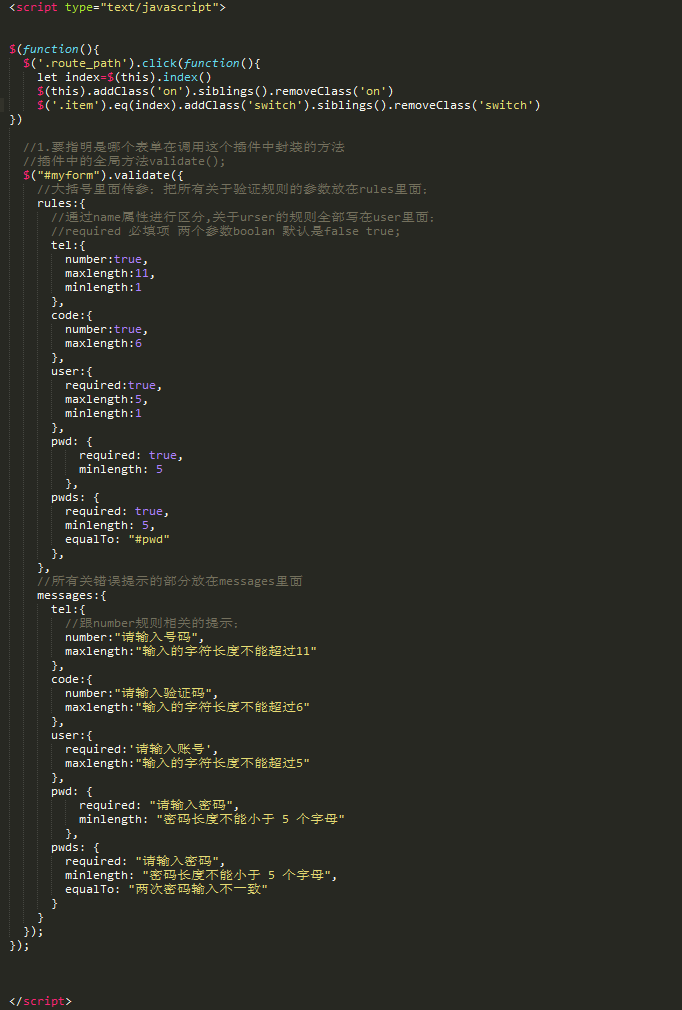 <script type="text/javascript">
$(function(){
$('.route_path').click(function(){
let index=$(this).index()
$(this).addClass('on').siblings().removeClass('on')
$('.item').eq(index).addClass('switch').siblings().removeClass('switch')
})
//1.要指明是哪个表单在调用这个插件中封装的方法
//插件中的全局方法validate();
$("#myform").validate({
//大括号里面传参; 把所有关于验证规则的参数放在rules里面;
rules:{
//通过name属性进行区分,关于urser的规则全部写在user里面;
//required 必填项 两个参数boolan 默认是false true;
tel:{
number:true,
maxlength:11,
minlength:1
},
code:{
number:true,
maxlength:6
},
user:{
required:true,
maxlength:5,
minlength:1
},
pwd: {
required: true,
minlength: 5
},
pwds: {
required: true,
minlength: 5,
equalTo: "#pwd"
},
},
//所有关错误提示的部分放在messages里面
messages:{
tel:{
//跟number规则相关的提示;
number:"请输入号码",
maxlength:"输入的字符长度不能超过11"
},
code:{
number:"请输入验证码",
maxlength:"输入的字符长度不能超过6"
},
user:{
required:'请输入账号',
maxlength:"输入的字符长度不能超过5"
},
pwd: {
required: "请输入密码",
minlength: "密码长度不能小于 5 个字母"
},
pwds: {
required: "请输入密码",
minlength: "密码长度不能小于 5 个字母",
equalTo: "两次密码输入不一致"
}
}
});
});
</script>